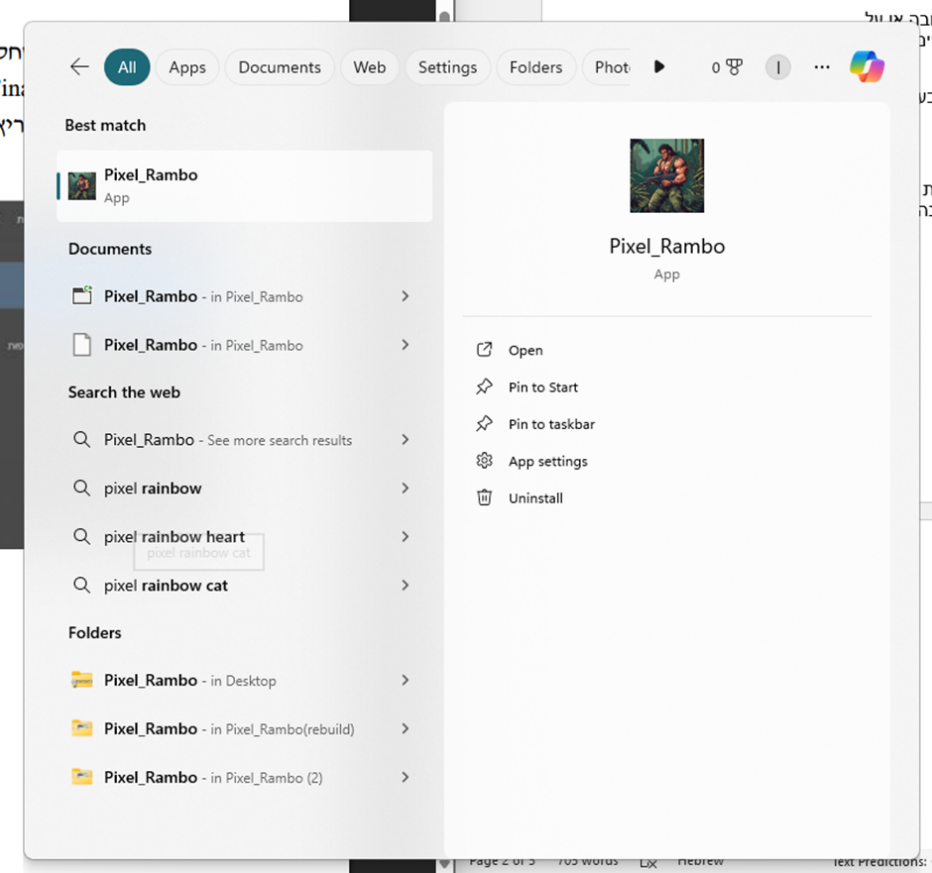 All
Apps
Documents
Web
Settings
Folders
0
I
...
Best match
Pixel_Rambo
App
Documents
Pixel_Rambo - in Pixel_Rambo
Pixel_Rambo - in Pixel_Rambo
Search the web
Pixel_Rambo - See more search results
pixel rainbow
pixel rainbow heart
pixel rainbow cat
pixel rainbow cat
Folders
Pixel_Rambo - in Desktop
Pixel_Rambo - in Pixel_Rambo(rebuild)
Pixel_Rambo - in Pixel_Rambo (2)
Pixel_Rambo
App
Open
Pin to Start
Pin to taskbar
App settings
Uninstall
או על
Page 2 of 3 703 words Hebrew Text Predictions: